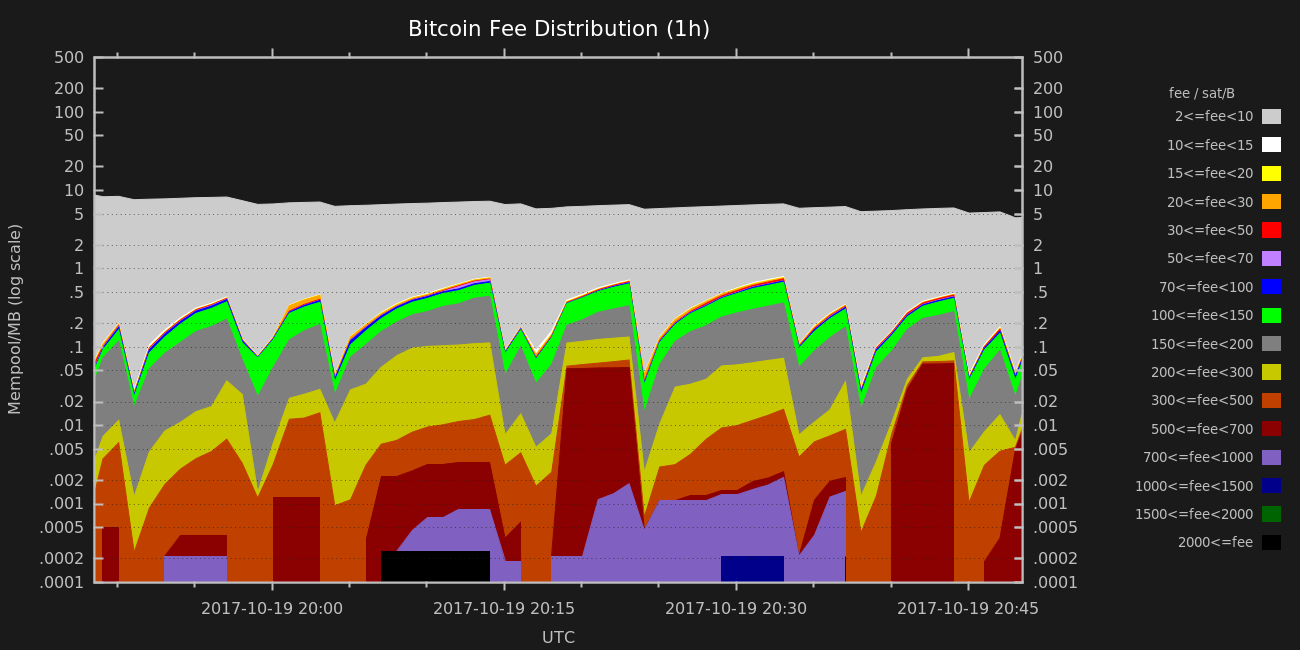 Bitcoin Fee Distribution (1h)
Mempool/MB (log scale)
500
200
100
50
20
10
5
2
1
.5
.2
.1
.05
.02
.01
.005
.002
.001
.0005
.0002
.0001
500
200
100
50
20
10
5
2
1
.5
.2
.1
.05
.02
.01
.005
.002
.001
.0005
.0002
.0001
2017-10-19 20:00
2017-10-19 20:15
2017-10-19 20:30
2017-10-19 20:45
UTC
fee / sat/B
2<=fee<10
10<=fee<15
15<=fee<20
20<=fee<30
30<=fee<50
50<=fee<70
70<=fee<100
100<=fee<150
150<=fee<200
200<=fee<300
300<=fee<500
500<=fee<700
700<=fee<1000
1000<=fee<1500
1500<=fee<2000
2000<=fee